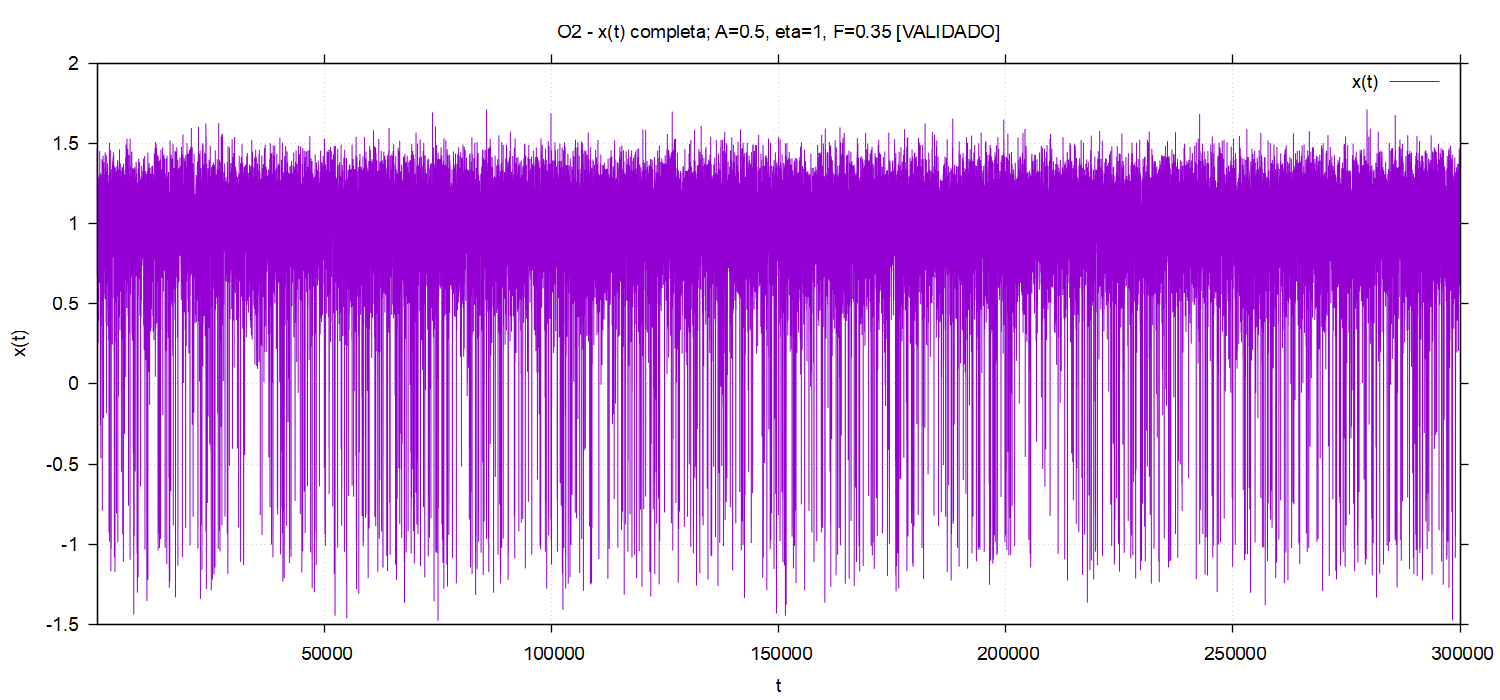 O2 - x(t) completa; A=0.5, eta=1, F=0.35 [VALIDADO]
x(t)
2
1.5
1
0.5
0
-0.5
-1
-1.5
x(t)
50000 100000 150000 200000 250000 300000
t